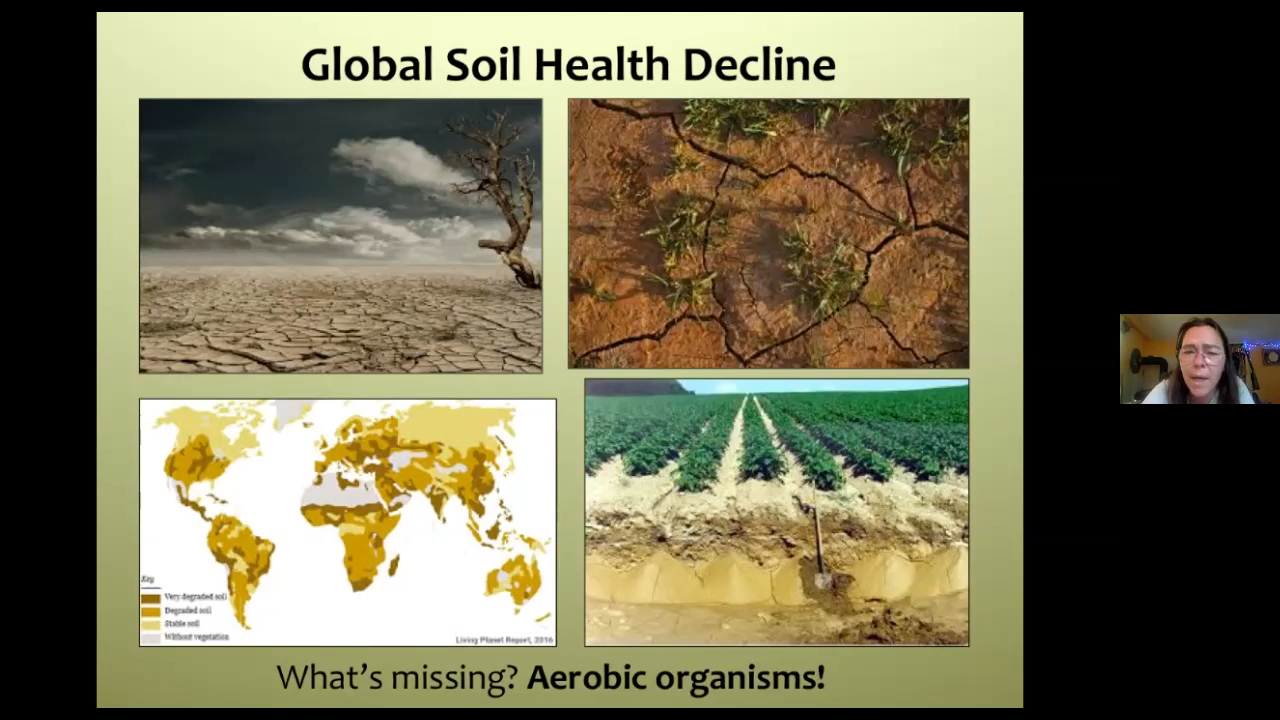 Global Soil Health Decline
Key
Very degraded soil
Degraded soil
Stable soil
Without vegetation
Living Planet Report, 2016
What's missing? Aerobic organisms!